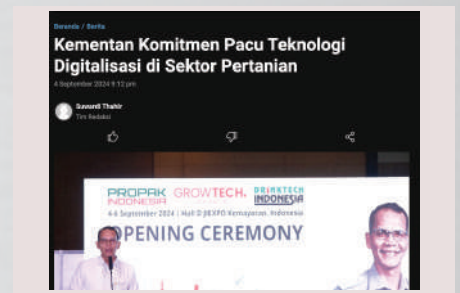 Beranda / Berita
Kementan Komitmen Pacu Teknologi
Digitalisasi di Sektor Pertanian
4 September 2024 9:12 pm
Suwardi Thahir
Tim Redaksi
PROPAK INDONESIA GROWTECH. DRINKTECH INDONESIA
4-6 September 2024 | Hall D JIEXPO Kemayoran, Indonesia
OPENING CEREMONY